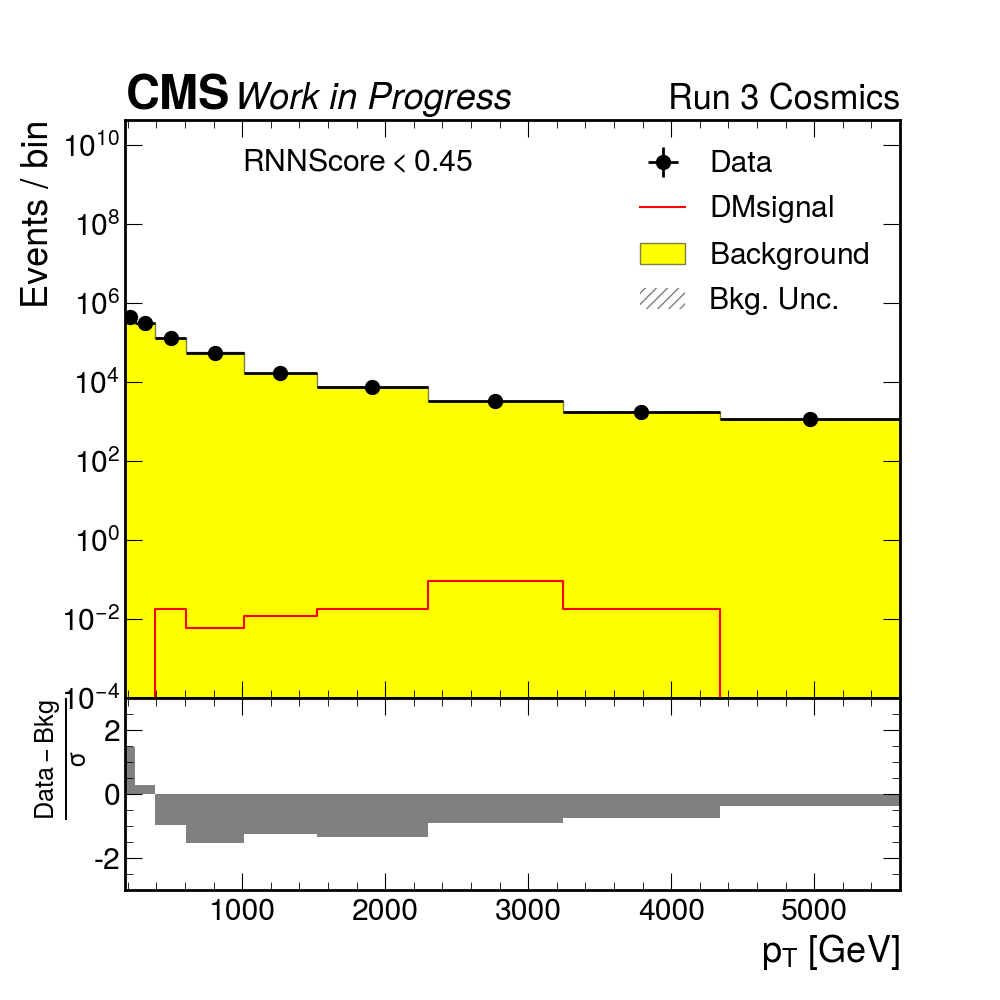 CMS Work in Progress Run 3 Cosmics
Events / bin
10^10
10^8
10^6
10^4
10^2
10^0
10^−2
10^−4
RNNScore < 0.45
Data
DMsignal
Background
Bkg. Unc.
Data − Bkg
σ
2
0
-2
1000 2000 3000 4000 5000
p_T [GeV]